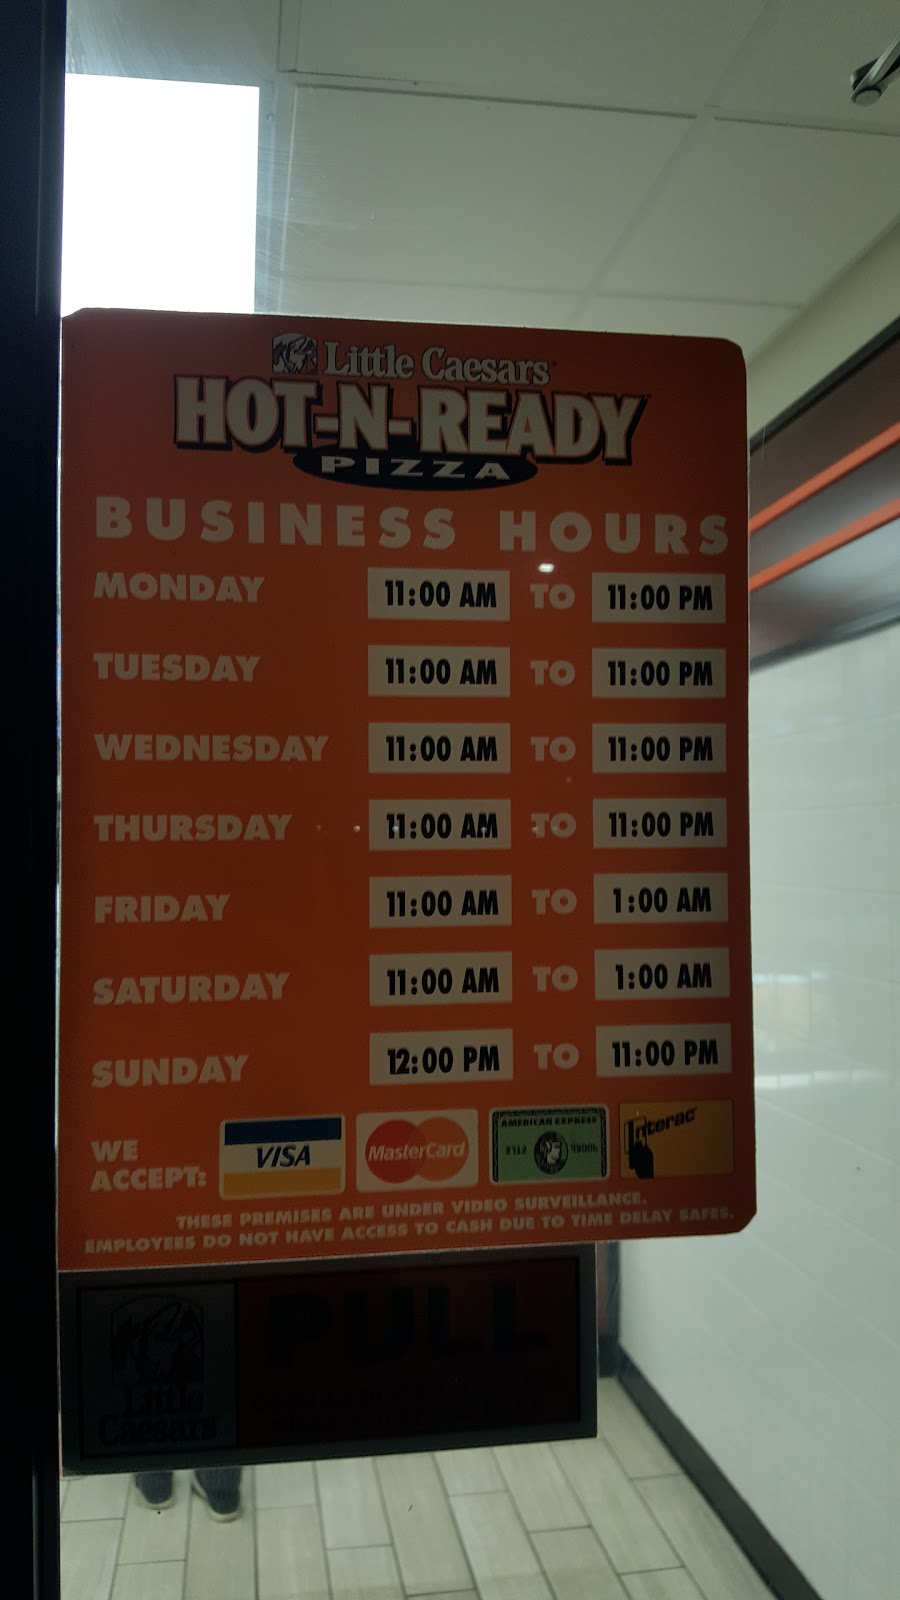 Little Caesars
HOT-N-READY
PIZZA
BUSINESS HOURS
MONDAY 11:00 AM TO 11:00 PM
TUESDAY 11:00 AM TO 11:00 PM
WEDNESDAY 11:00 AM TO 11:00 PM
THURSDAY 11:00 AM TO 11:00 PM
FRIDAY 11:00 AM TO 1:00 AM
SATURDAY 11:00 AM TO 1:00 AM
SUNDAY 12:00 PM TO 11:00 PM
WE
ACCEPT:
VISA
MasterCard
AMERICAN EXPRESS
3712 99006
Interac
THESE PREMISES ARE UNDER VIDEO SURVEILLANCE.
EMPLOYEES DO NOT HAVE ACCESS TO CASH DUE TO TIME DELAY SAFES.
PULL
Little
Caesars